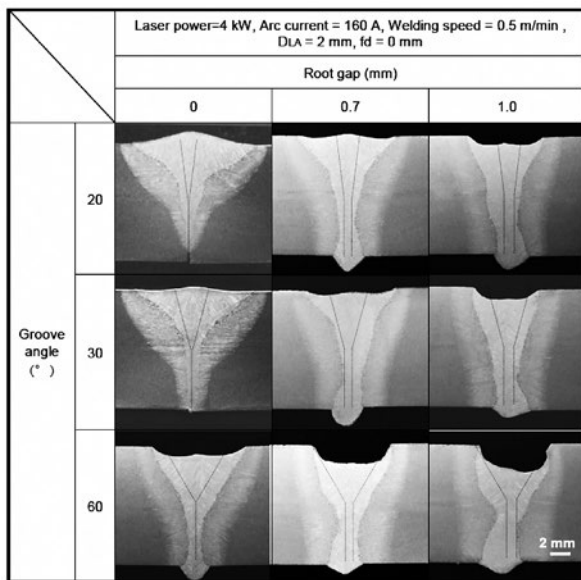 Laser power=4 kW, Arc current = 160 A, Welding speed = 0.5 m/min ,
DLA = 2 mm, fd = 0 mm
Root gap (mm)
0 0.7 1.0
20
30
Groove
angle
(° )
60
2 mm